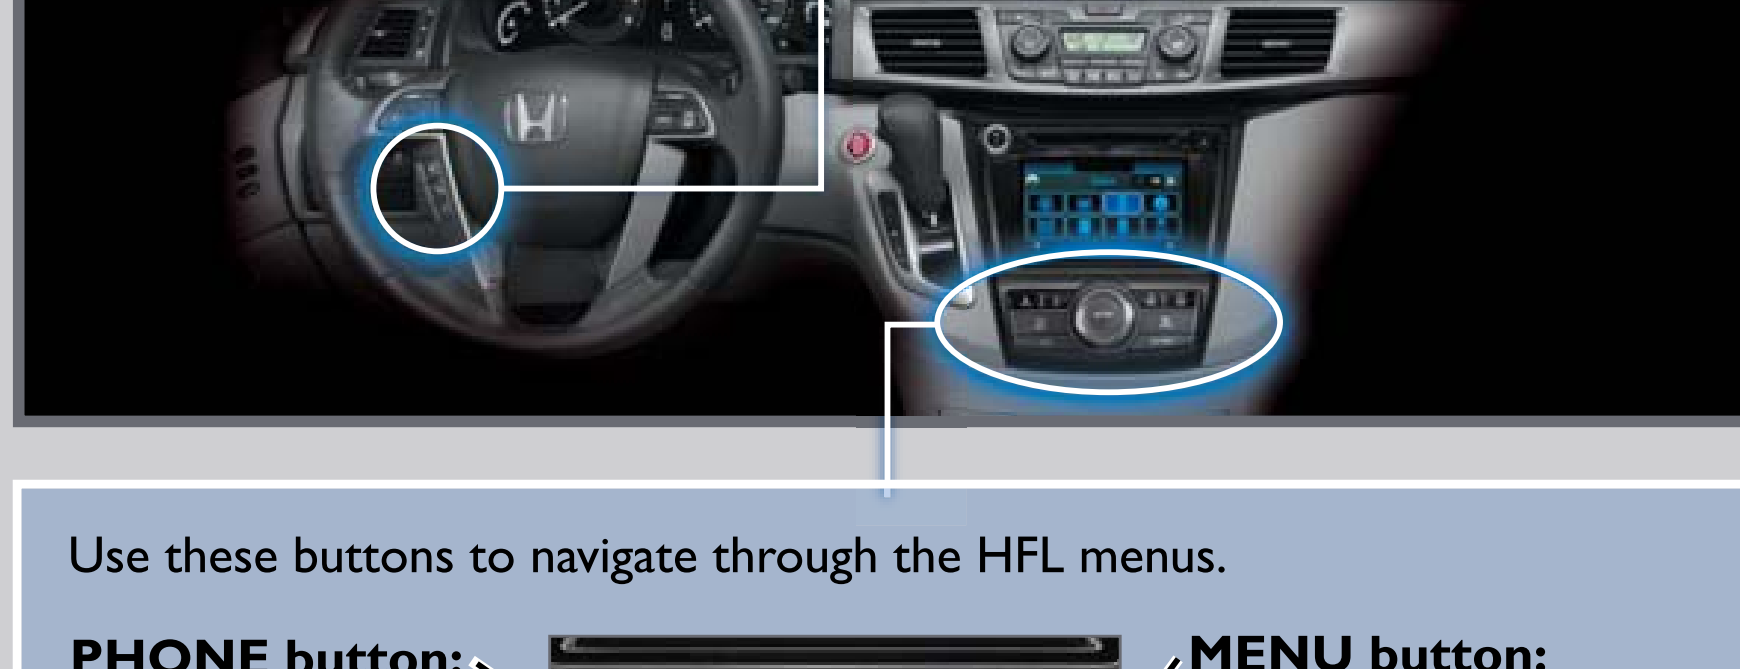 Use these buttons to navigate through the HFL menus.
PHONE button:
MENU button: